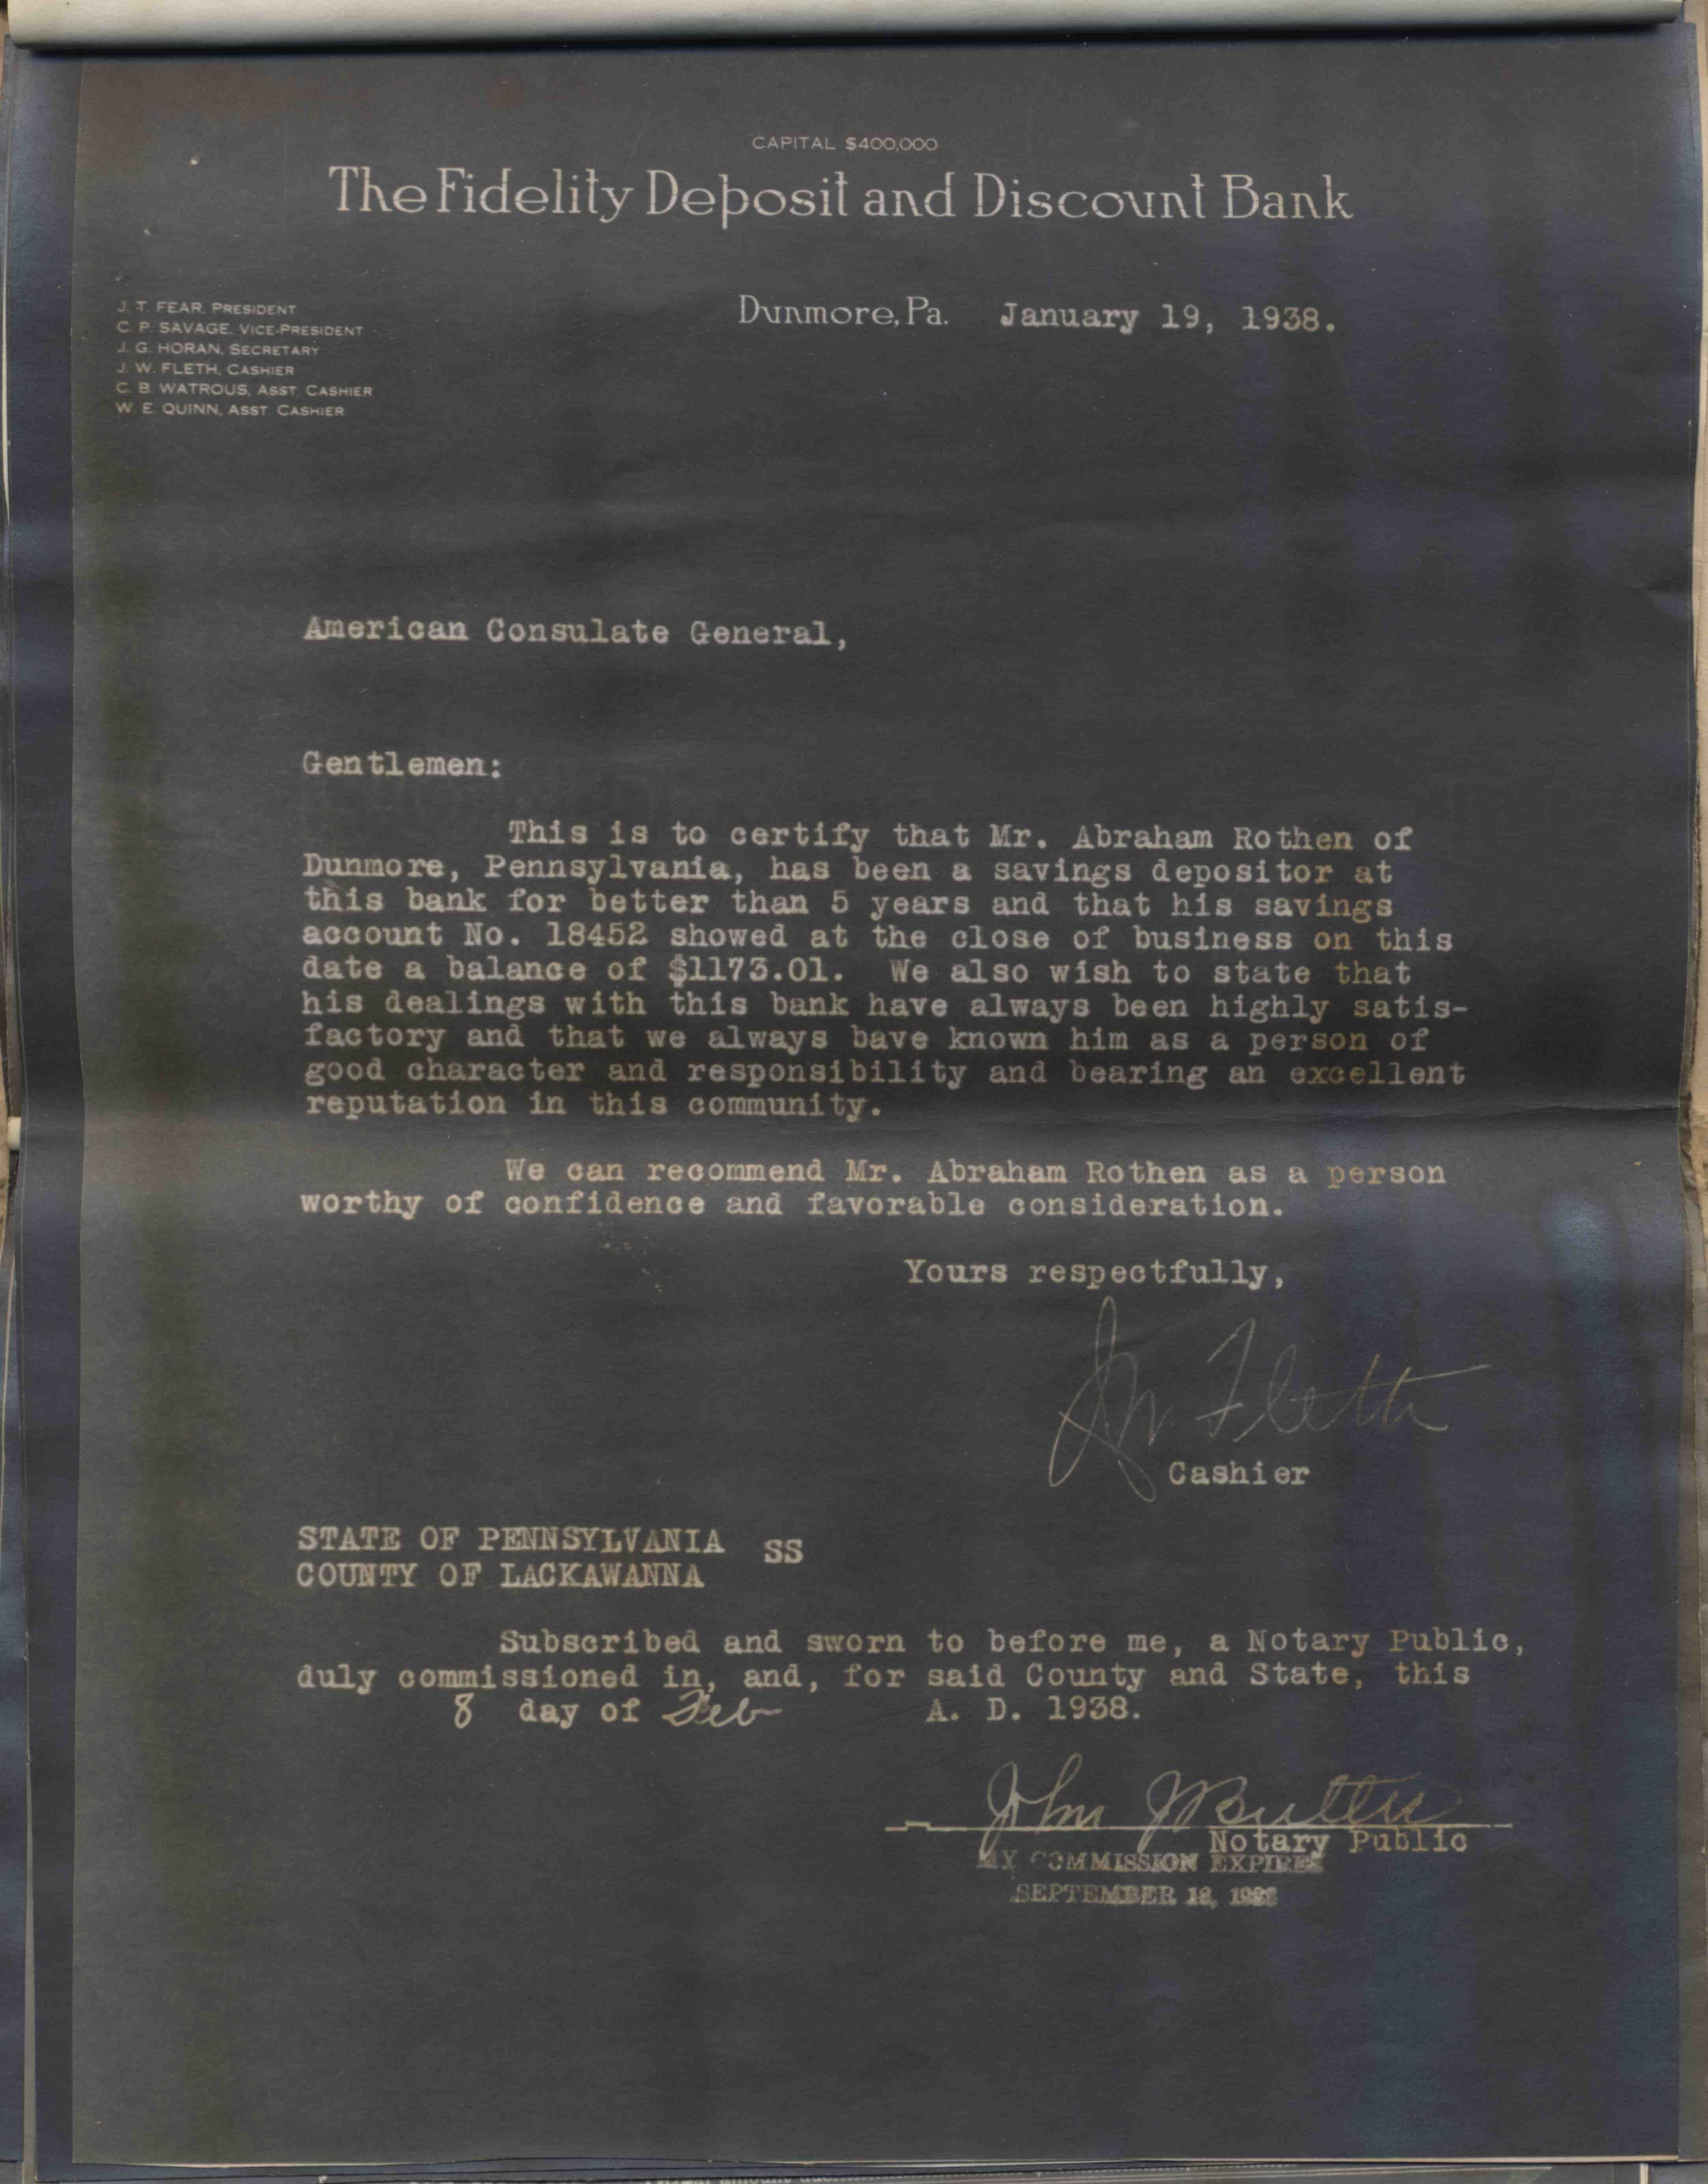 CAPITAL $400,000
The Fidelity Deposit and Discount Bank
J. T. FEAR, PRESIDENT
C. P. SAVAGE, VICE-PRESIDENT
J. G. HORAN, SECRETARY
J. W. FLETH, CASHIER
C. B. WATROUS, ASST. CASHIER
W. E. QUINN, ASST. CASHIER
Dunmore, Pa. January 19, 1938.
American Consulate General,
Gentlemen:
This is to certify that Mr. Abraham Rothen of
Dunmore, Pennsylvania, has been a savings depositor at
this bank for better than 5 years and that his savings
account No. 18452 showed at the close of business on this
date a balance of $1173.01. We also wish to state that
his dealings with this bank have always been highly satis-
factory and that we always bave known him as a person of
good character and responsibility and bearing an excellent
reputation in this community.
We can recommend Mr. Abraham Rothen as a person
worthy of confidence and favorable consideration.
Yours respectfully,
JW Fleth
Cashier
STATE OF PENNSYLVANIA SS
COUNTY OF LACKAWANNA
Subscribed and sworn to before me, a Notary Public,
duly commissioned in, and, for said County and State, this
8 day of Feb A. D. 1938.
John J
Notary Public
MY COMMISSION EXPIRES
SEPTEMBER